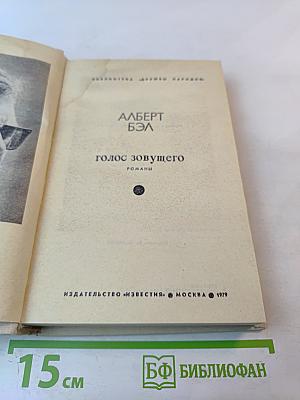 БИБЛИОТЕКА «ДРУЖБЫ НАРОДОВ»
АЛБЕРТ
БЭЛ
ГОЛОС ЗОВУЩЕГО
РОМАНЫ
ИЗДАТЕЛЬСТВО «ИЗВЕСТИЯ» ● МОСКВА ● 1979
15 см
БФ БИБЛИОФАН